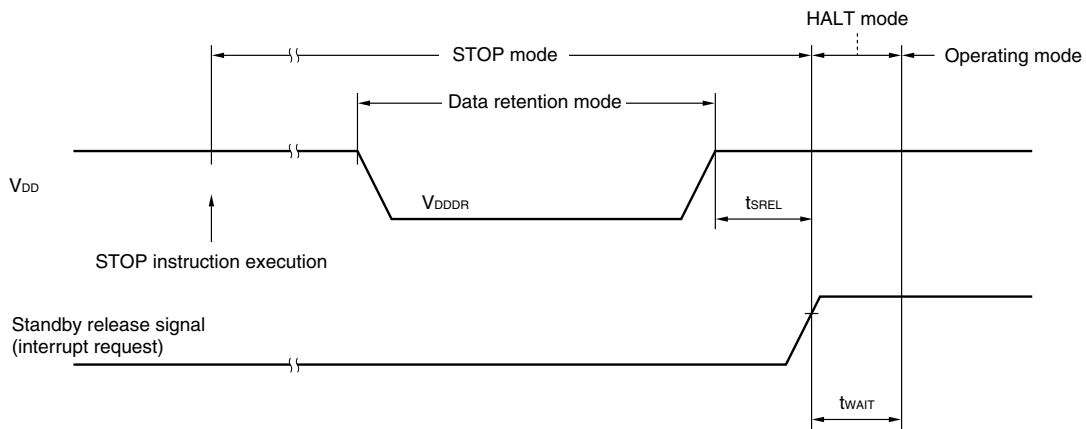 HALT mode
STOP mode
Operating mode
Data retention mode
VDD
VDDDR
tSREL
STOP instruction execution
Standby release signal
(interrupt request)
tWAIT